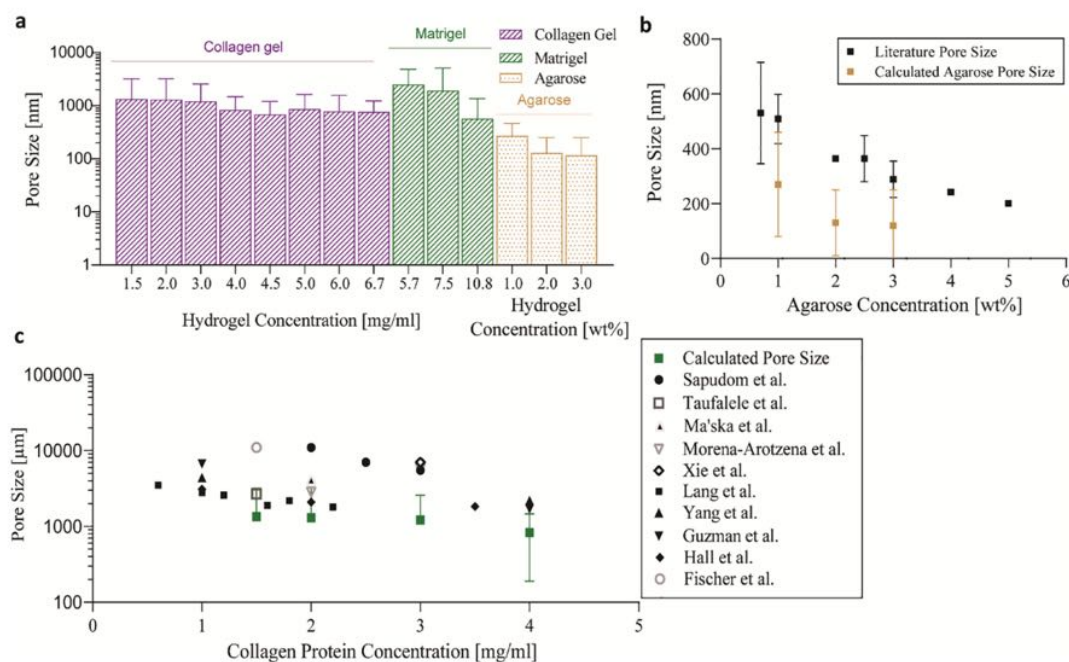 a
Collagen gel
Matrigel
Agarose
Collagen Gel
Matrigel
Agarose
Pore Size [nm]
10000
1000
100
10
1
1.5 2.0 3.0 4.0 4.5 5.0 6.0 6.7 5.7 7.5 10.8 1.0 2.0 3.0
Hydrogel Concentration [mg/ml]
Hydrogel
Concentration [wt%]
b
Literature Pore Size
Calculated Agarose Pore Size
Pore Size [nm]
800
600
400
200
0
0 1 2 3 4 5 6
Agarose Concentration [wt%]
c
Pore Size [µm]
100000
10000
1000
100
0 1 2 3 4 5
Collagen Protein Concentration [mg/ml]
Calculated Pore Size
Sapudom et al.
Taufalele et al.
Ma'ska et al.
Morena-Arotzena et al.
Xie et al.
Lang et al.
Yang et al.
Guzman et al.
Hall et al.
Fischer et al.